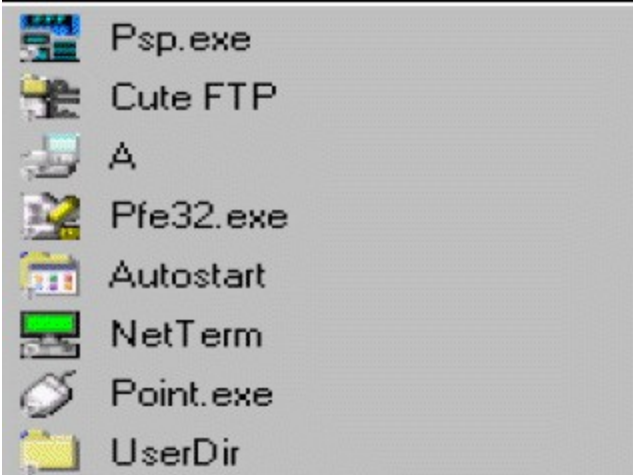 Psp.exe
Cute FTP
A
Pfe32.exe
Autostart
NetTerm
Point.exe
UserDir